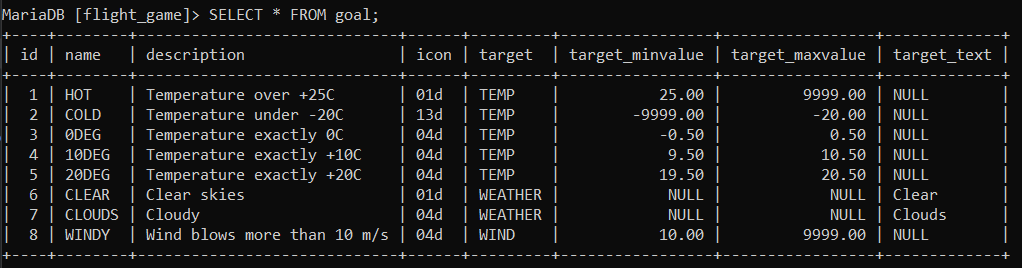 MariaDB [flight_game]> SELECT * FROM goal;
+----+--------+---------------------------------+------+---------+-----------------+-----------------+-------------+
| id | name   | description                     | icon | target  | target_minvalue | target_maxvalue | target_text |
+----+--------+---------------------------------+------+---------+-----------------+-----------------+-------------+
|  1 | HOT    | Temperature over +25C           | 01d  | TEMP    |           25.00 |         9999.00 | NULL        |
|  2 | COLD   | Temperature under -20C          | 13d  | TEMP    |        -9999.00 |          -20.00 | NULL        |
|  3 | 0DEG   | Temperature exactly 0C          | 04d  | TEMP    |           -0.50 |            0.50 | NULL        |
|  4 | 10DEG  | Temperature exactly +10C        | 04d  | TEMP    |            9.50 |           10.50 | NULL        |
|  5 | 20DEG  | Temperature exactly +20C        | 04d  | TEMP    |           19.50 |           20.50 | NULL        |
|  6 | CLEAR  | Clear skies                     | 01d  | WEATHER |            NULL |            NULL | Clear       |
|  7 | CLOUDS | Cloudy                          | 04d  | WEATHER |            NULL |            NULL | Clouds      |
|  8 | WINDY  | Wind blows more than 10 m/s     | 04d  | WIND    |           10.00 |         9999.00 | NULL        |
+----+--------+---------------------------------+------+---------+-----------------+-----------------+-------------+